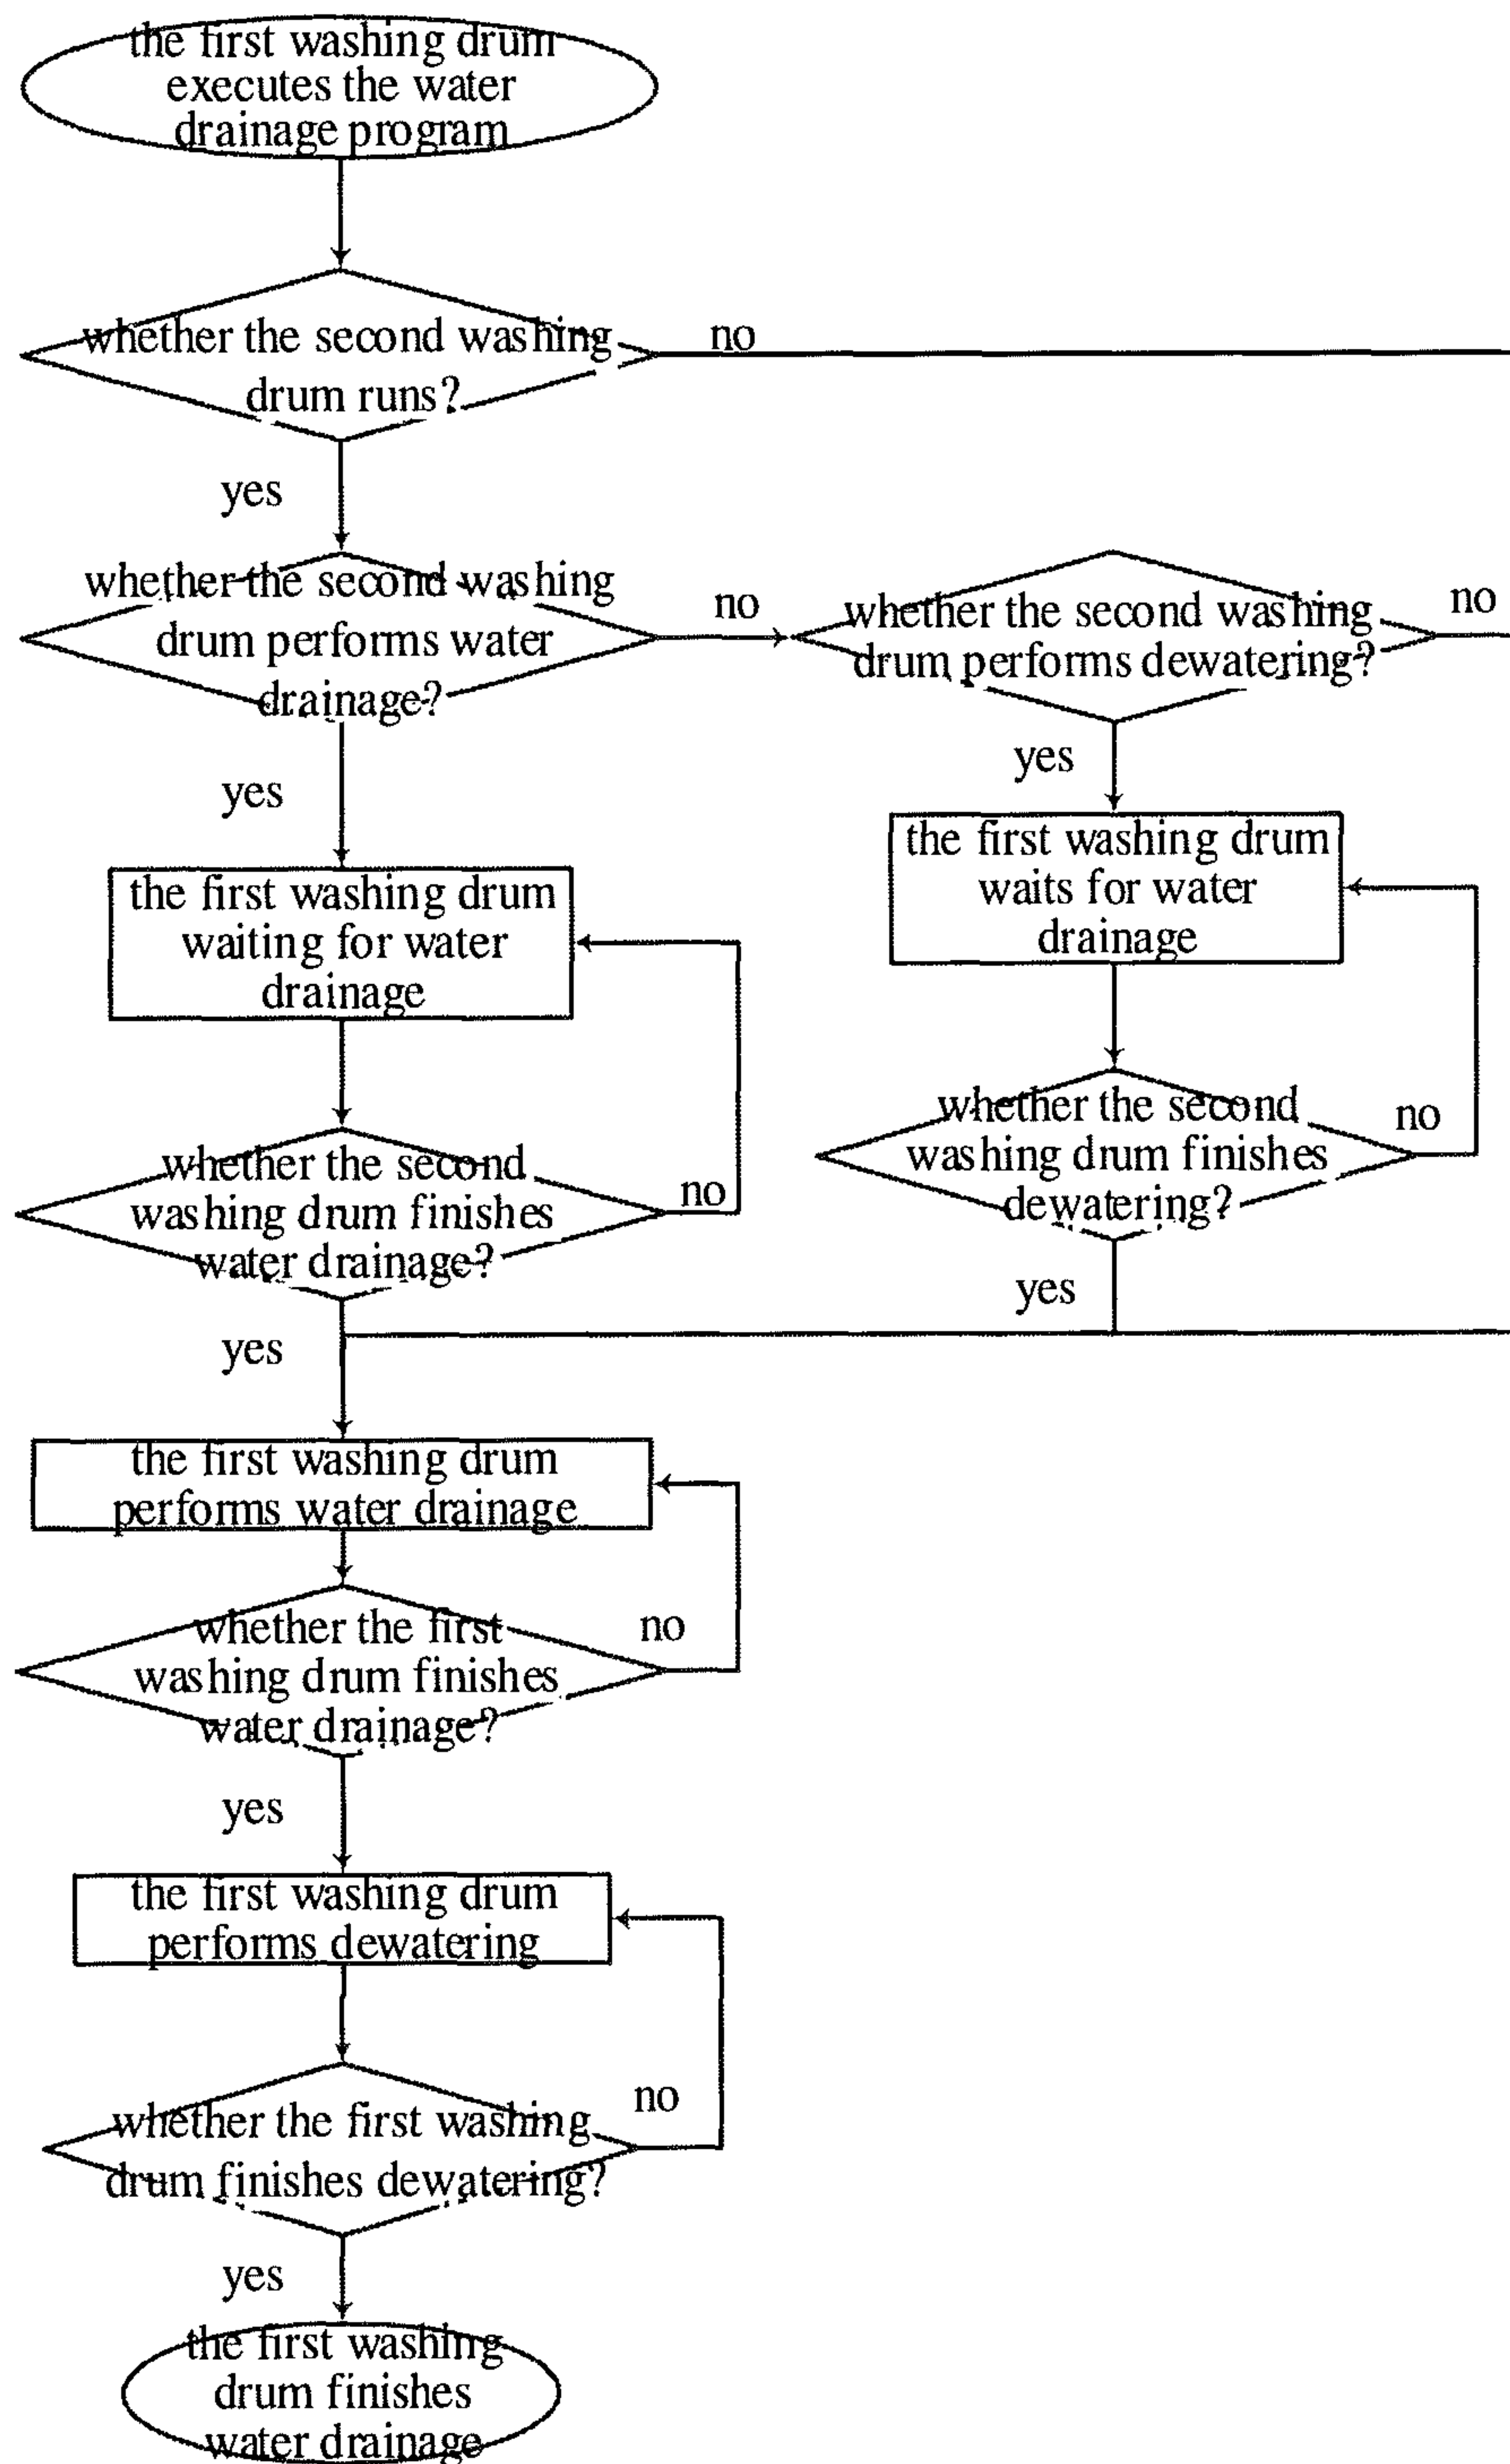 the first washing drum
executes the water
drainage program
whether the second washing
drum runs?
no
yes
whether the second washing
drum performs water
drainage?
no
whether the second washing
drum performs dewatering?
no
yes
yes
the first washing drum
waiting for water
drainage
the first washing drum
waits for water
drainage
whether the second
washing drum finishes
water drainage?
no
whether the second
washing drum finishes
dewatering?
no
yes
yes
the first washing drum
performs water drainage
whether the first
washing drum finishes
water drainage?
no
yes
the first washing drum
performs dewatering
whether the first washing
drum finishes dewatering?
no
yes
the first washing
drum finishes
water drainage